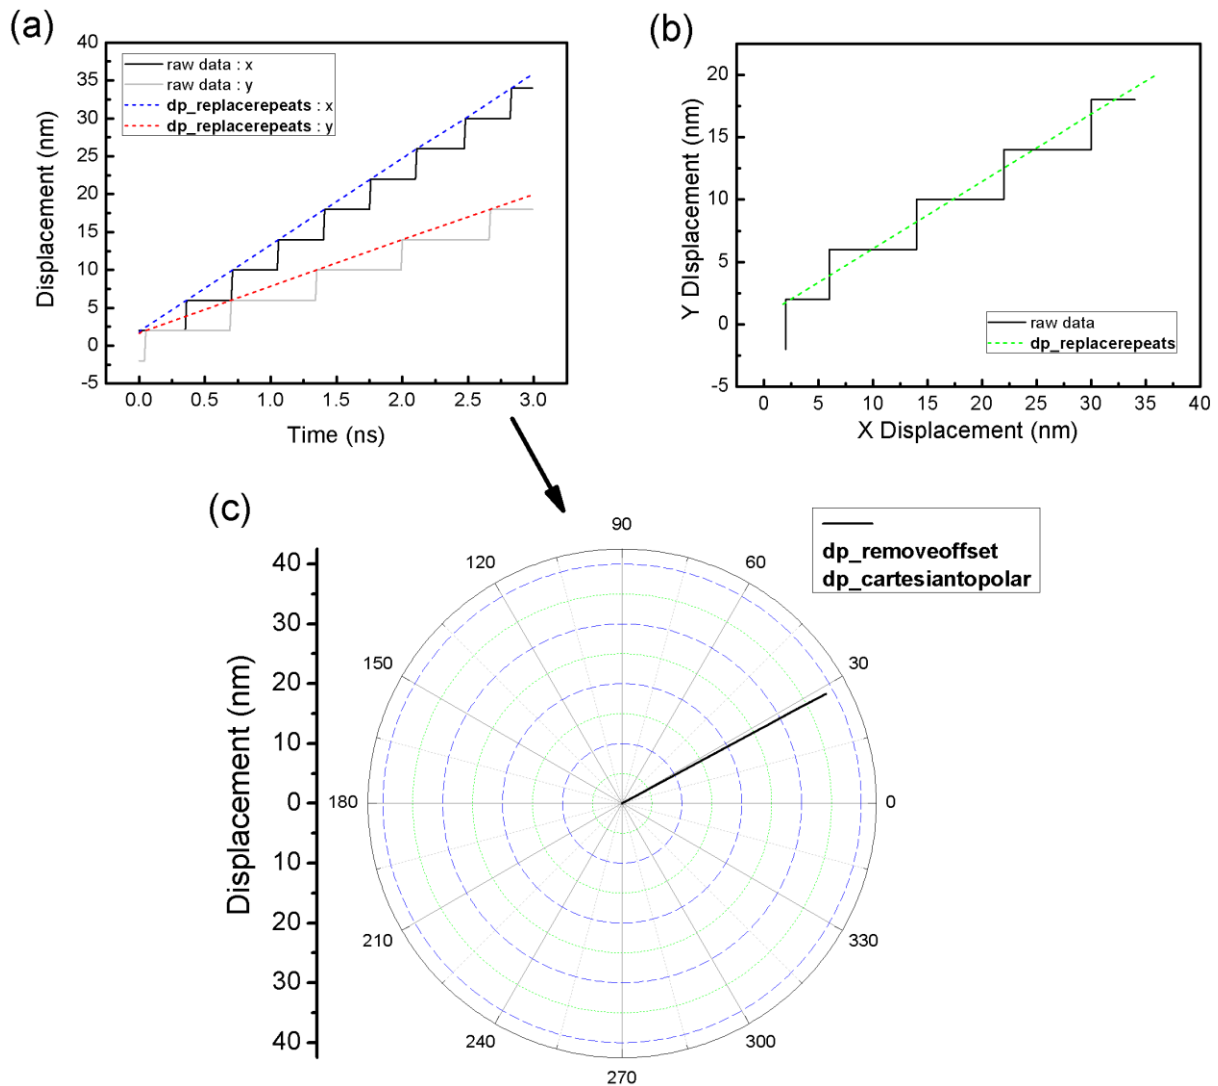 (a)
40
35
30
25
20
15
10
5
0
-5
Displacement (nm)
raw data : x
raw data : y
dp_replacerepeats : x
dp_replacerepeats : y
0.0 0.5 1.0 1.5 2.0 2.5 3.0
Time (ns)
(b)
20
15
10
5
0
-5
Y DIsplacement (nm)
raw data
dp_replacerepeats
0 5 10 15 20 25 30 35 40
X Displacement (nm)
(c)
40
30
20
10
0
10
20
30
40
Displacement (nm)
90
120 60
150 30
180 0
210 330
240 300
270
dp_removeoffset
dp_cartesiantopolar